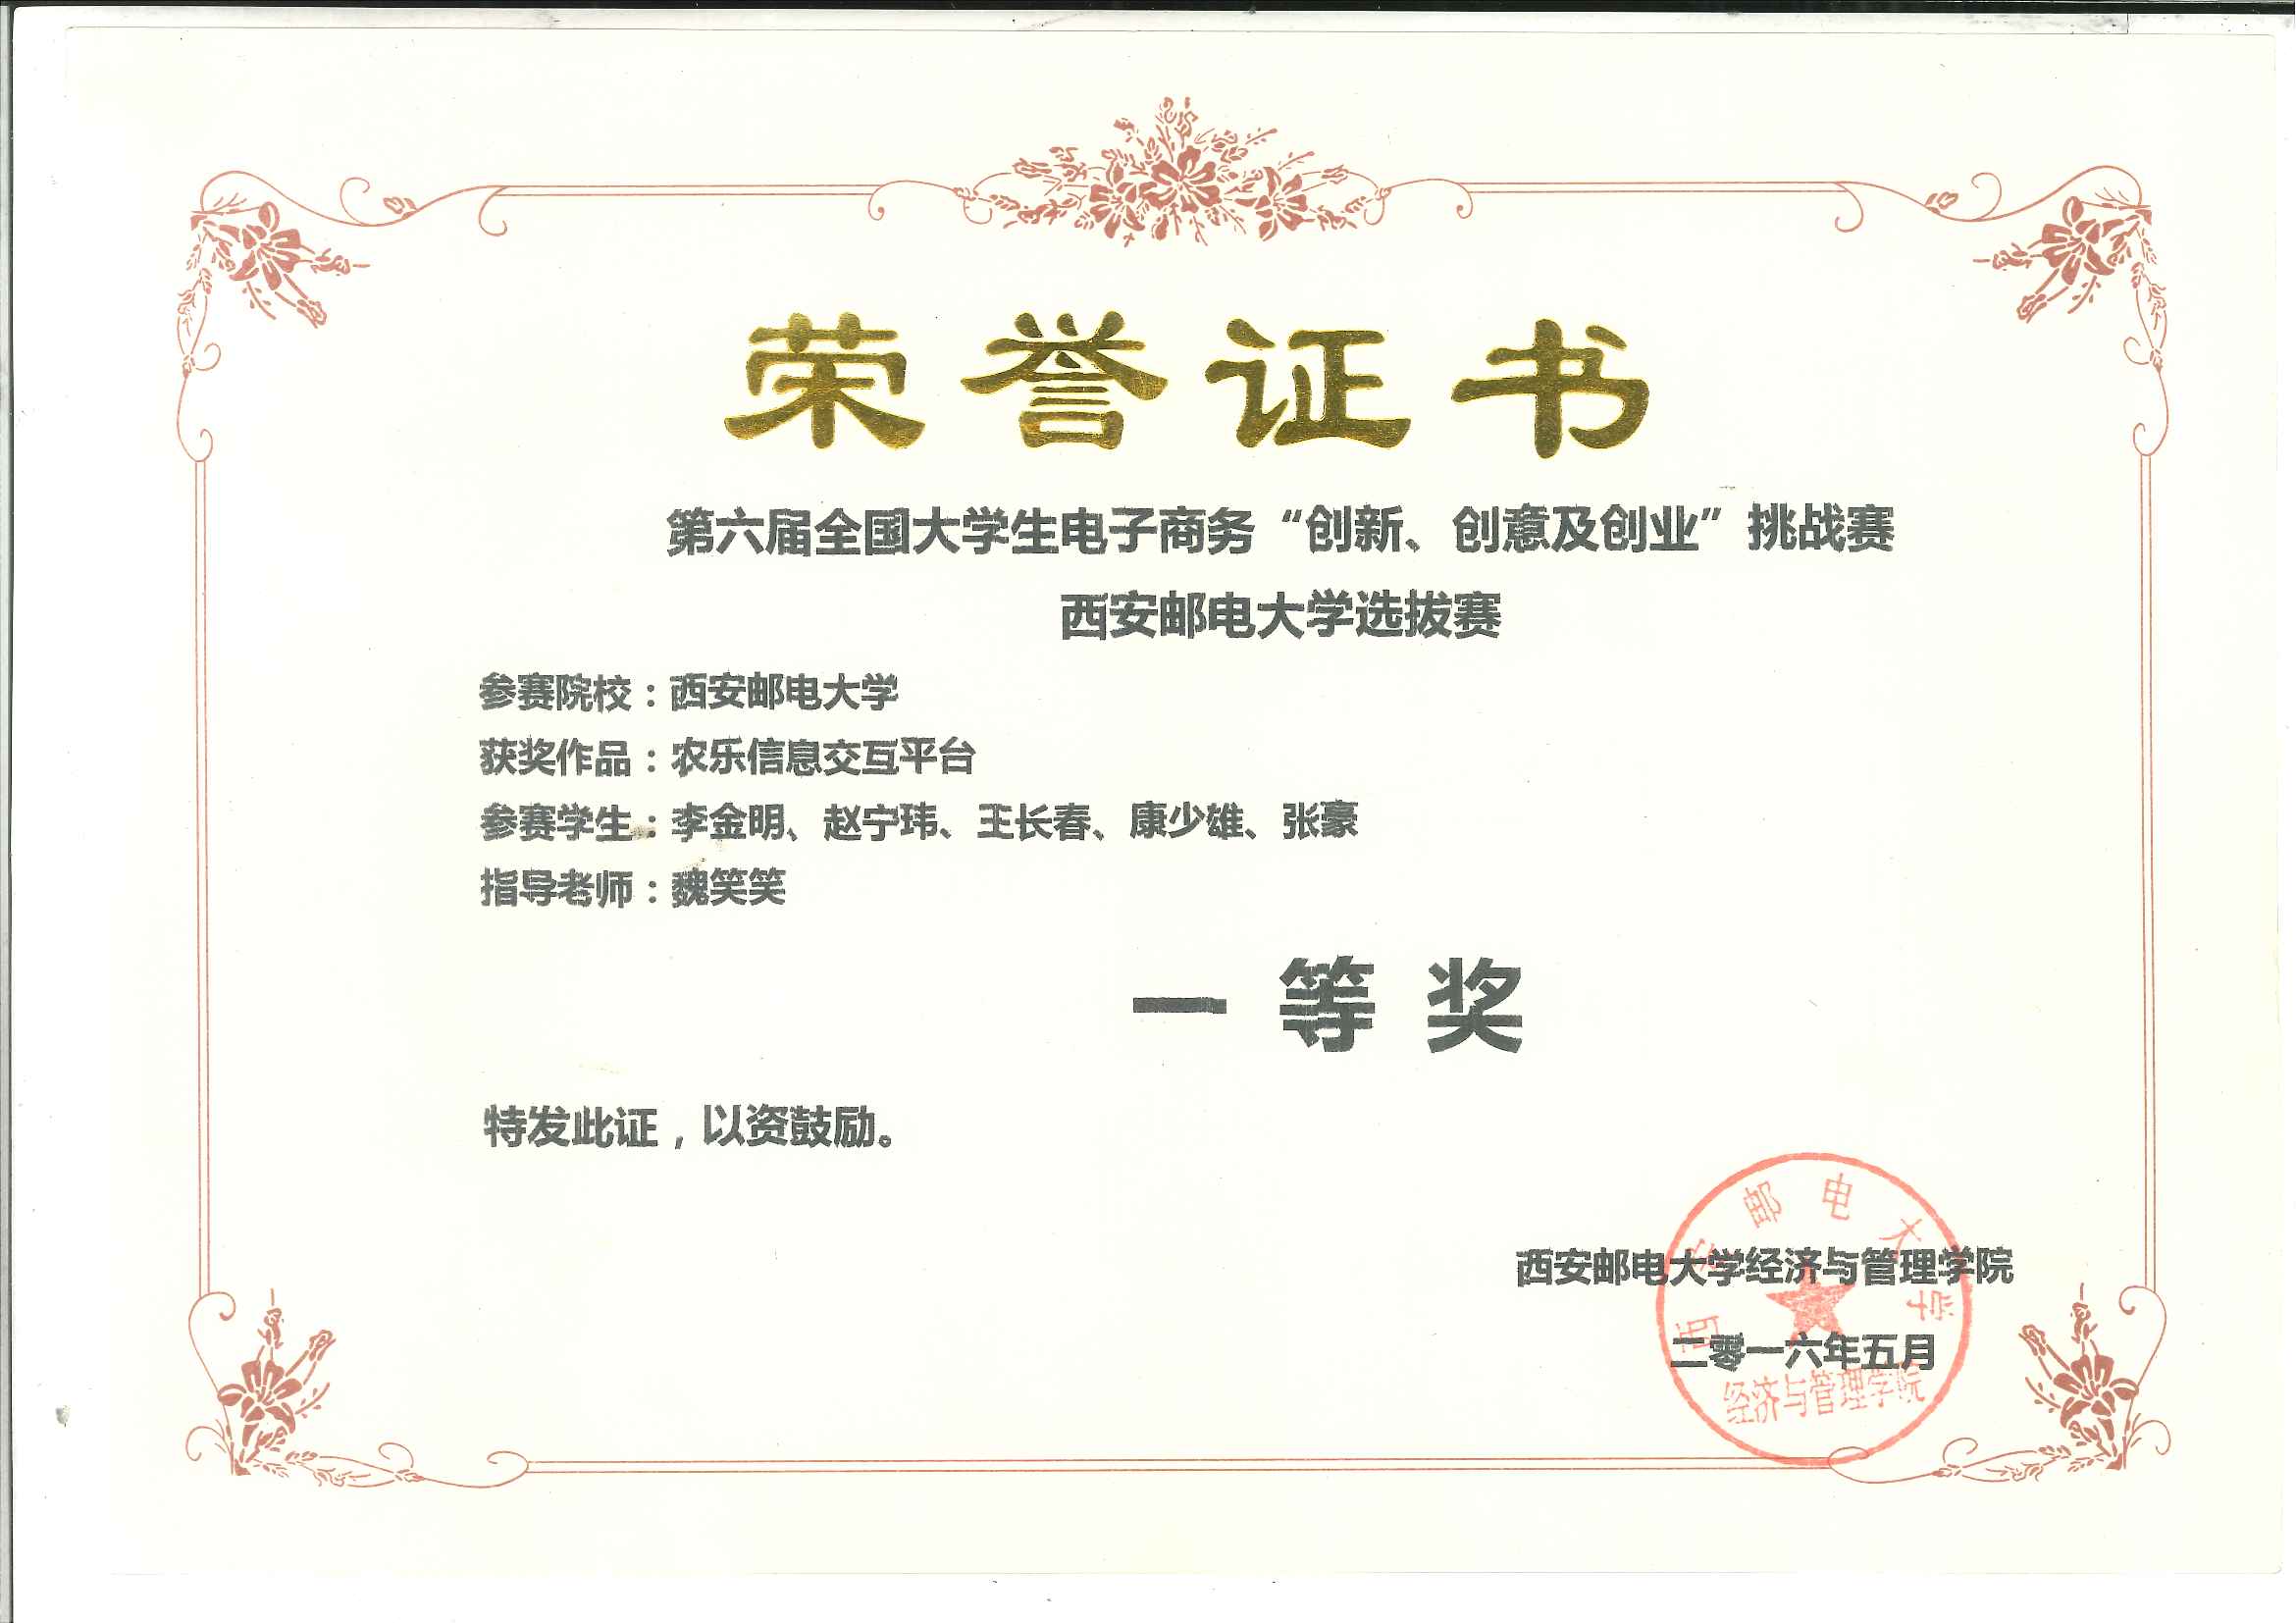 荣誉证书
第六届全国大学生电子商务“创新、创意及创业”挑战赛
西安邮电大学选拔赛
参赛院校：西安邮电大学
获奖作品：农乐信息交互平台
参赛学生：李金明、赵宁玮、王长春、康少雄、张豪
指导老师：魏笑笑
一等奖
特发此证，以资鼓励。
西安邮电大学经济与管理学院
二零一六年五月
西安邮电大学
经济与管理学院